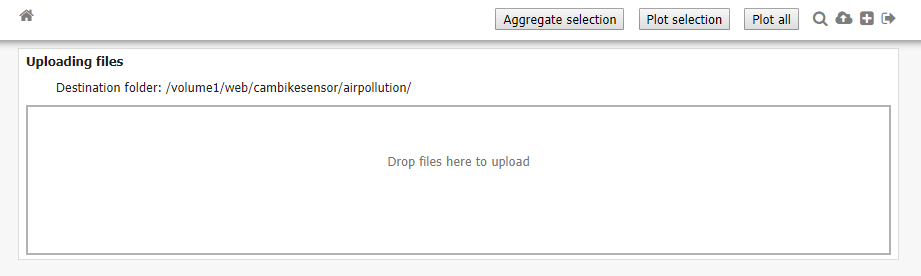 Aggregate selection Plot selection Plot all
Uploading files
Destination folder: /volume1/web/cambikesensor/airpollution/
Drop files here to upload